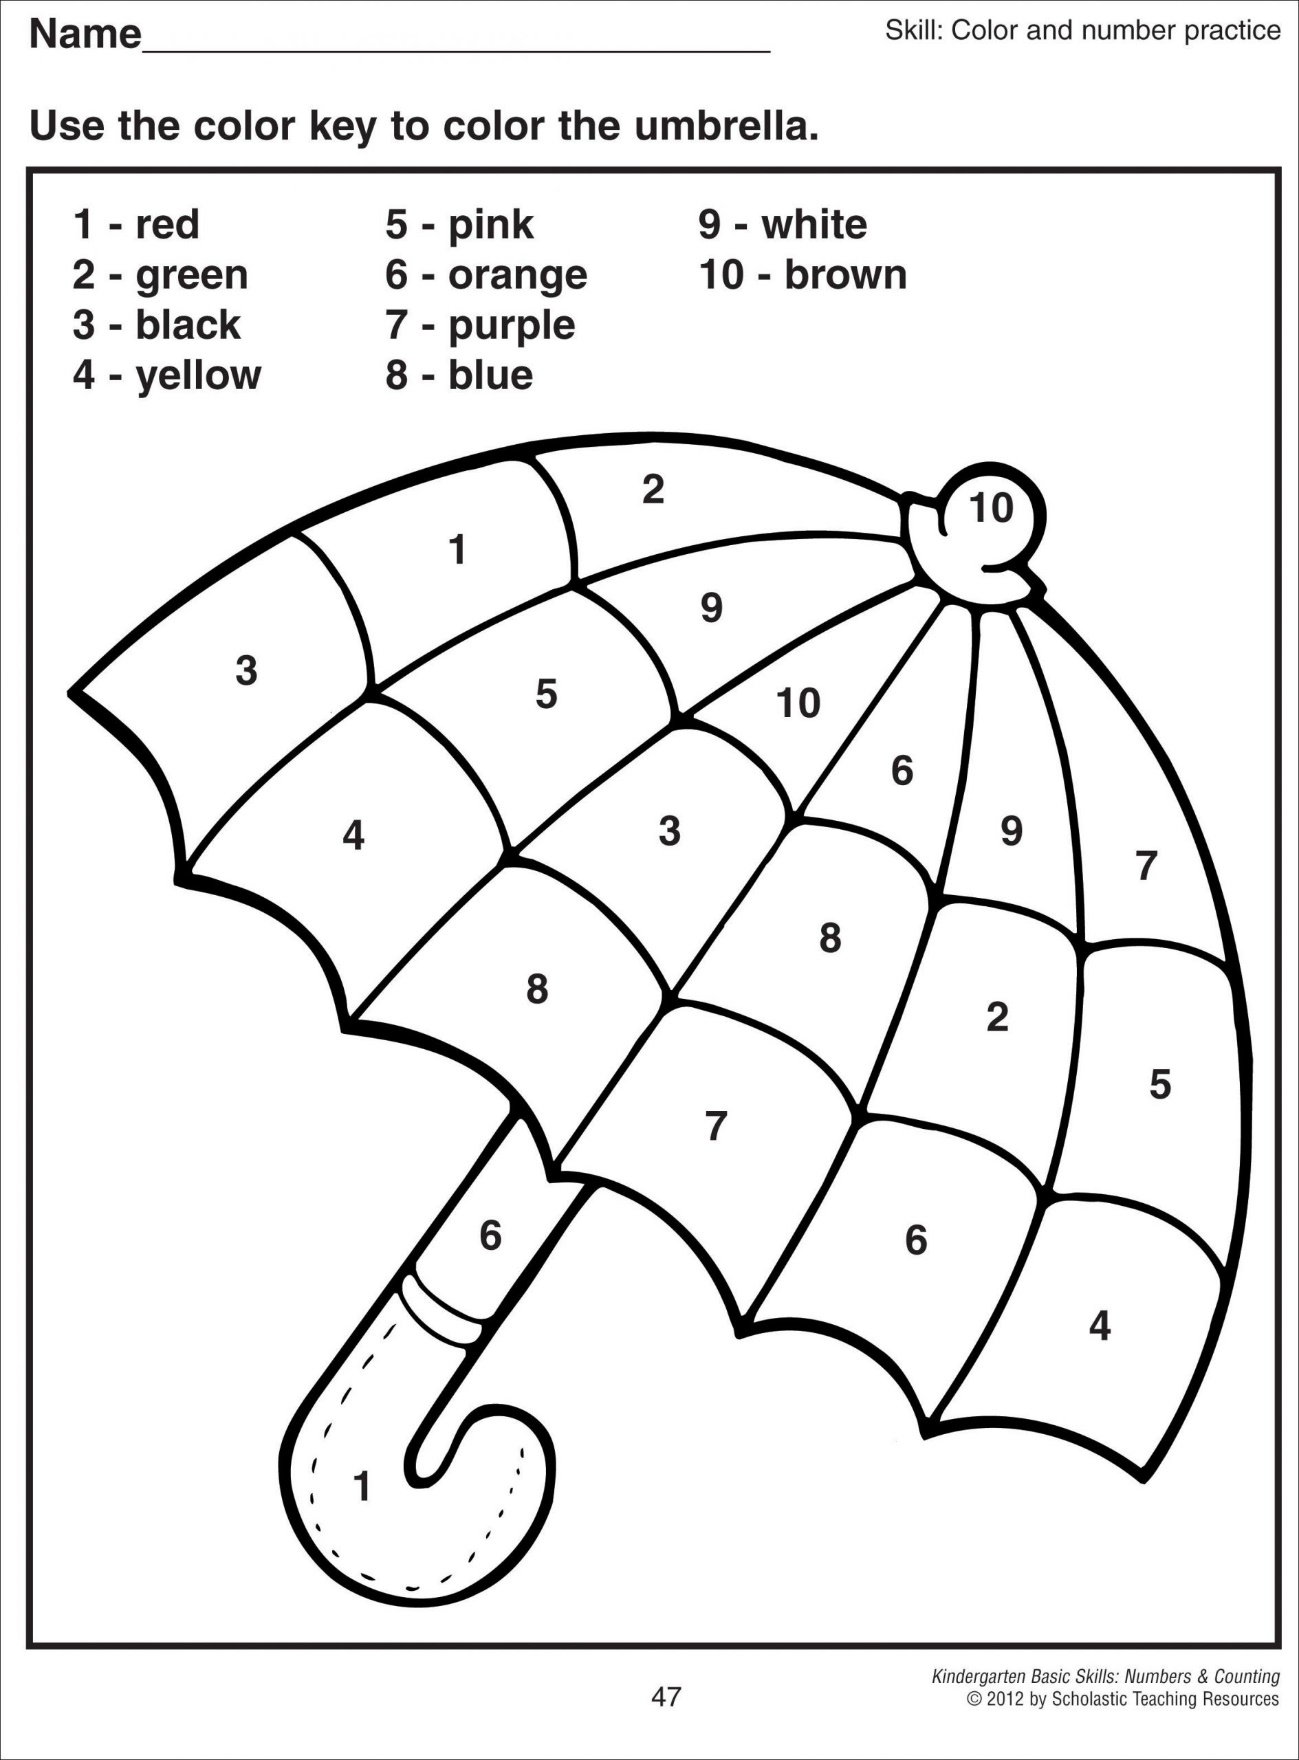 Name
Skill: Color and number practice
Use the color key to color the umbrella.
1 - red
2 - green
3 - black
4 - yellow
5 - pink
6 - orange
7 - purple
8 - blue
9 - white
10 - brown
2
10
1
9
3
5
10
6
4
3
9
7
8
8
2
5
7
6
6
4
1
47
Kindergarten Basic Skills: Numbers & Counting
© 2012 by Scholastic Teaching Resources